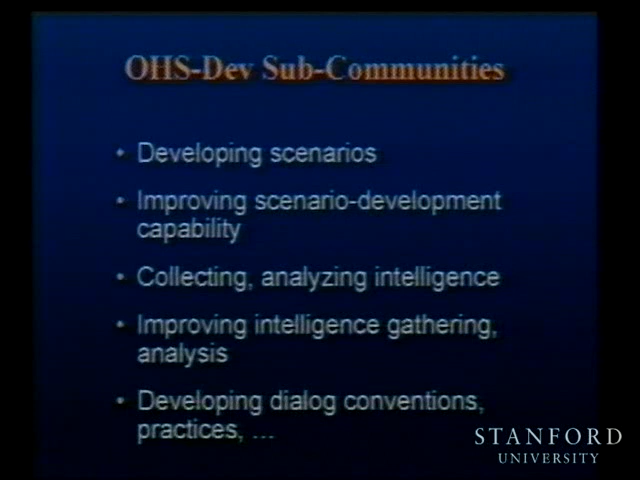 OHS-Dev Sub-Communities
• Developing scenarios
• Improving scenario-development
capability
• Collecting, analyzing intelligence
• Improving intelligence gathering,
analysis
• Developing dialog conventions,
practices, ...
STANFORD
UNIVERSITY